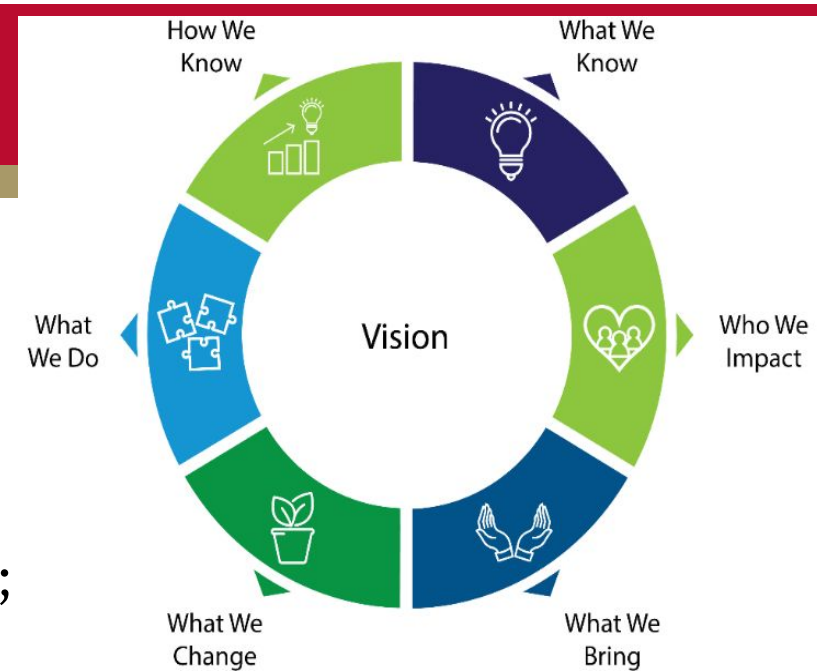 How We
Know
What We
Know
What
We Do
Vision
Who We
Impact
;
What We
Change
What We
Bring